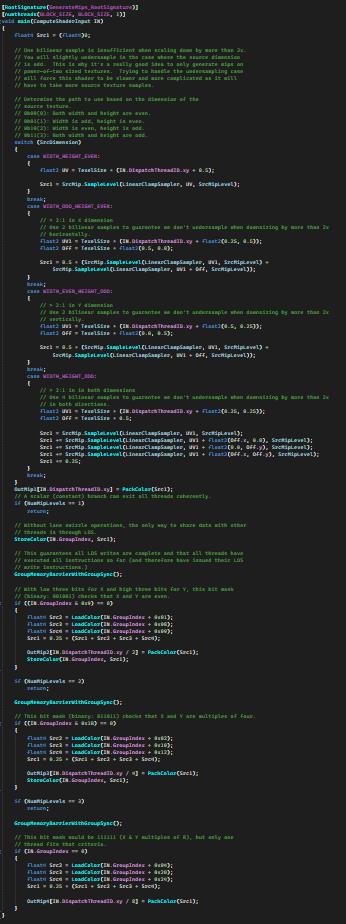 [RootSignature(GenerateMips_RootSignature)]
[numthreads(BLOCK_SIZE, BLOCK_SIZE, 1)]
void main(ComputeShaderInput IN)
{
float4 Src1 = (float4)0;
// One bilinear sample is insufficient when scaling down by more than 2x.
// You will slightly undersample in the case where the source dimension
// is odd. This is why it's a really good idea to only generate mips on
// power-of-two sized textures. Trying to handle the undersampling case
// will force this shader to be slower and more complicated as it will
// have to take more source texture samples.
// Determine the path to use based on the dimension of the
// source texture.
// 0b00(0): Both width and height are even.
// 0b01(1): Width is odd, height is even.
// 0b10(2): Width is even, height is odd.
// 0b11(3): Both width and height are odd.
switch (SrcDimension)
{
case WIDTH_HEIGHT_EVEN:
{
float2 UV = TexelSize * (IN.DispatchThreadID.xy + 0.5);
Src1 = SrcMip.SampleLevel(LinearClampSampler, UV, SrcMipLevel);
}
break;
case WIDTH_ODD_HEIGHT_EVEN:
{
// > 2:1 in X dimension
// Use 2 bilinear samples to guarantee we don't undersample when downsizing by more than 2x
// horizontally.
float2 UV1 = TexelSize * (IN.DispatchThreadID.xy + float2(0.25, 0.5));
float2 Off = TexelSize * float2(0.5, 0.0);
Src1 = 0.5 * (SrcMip.SampleLevel(LinearClampSampler, UV1, SrcMipLevel) +
SrcMip.SampleLevel(LinearClampSampler, UV1 + Off, SrcMipLevel));
}
break;
case WIDTH_EVEN_HEIGHT_ODD:
{
// > 2:1 in Y dimension
// Use 2 bilinear samples to guarantee we don't undersample when downsizing by more than 2x
// vertically.
float2 UV1 = TexelSize * (IN.DispatchThreadID.xy + float2(0.5, 0.25));
float2 Off = TexelSize * float2(0.0, 0.5);
Src1 = 0.5 * (SrcMip.SampleLevel(LinearClampSampler, UV1, SrcMipLevel) +
SrcMip.SampleLevel(LinearClampSampler, UV1 + Off, SrcMipLevel));
}
break;
case WIDTH_HEIGHT_ODD:
{
// > 2:1 in in both dimensions
// Use 4 bilinear samples to guarantee we don't undersample when downsizing by more than 2x
// in both directions.
float2 UV1 = TexelSize * (IN.DispatchThreadID.xy + float2(0.25, 0.25));
float2 Off = TexelSize * 0.5;
Src1 = SrcMip.SampleLevel(LinearClampSampler, UV1, SrcMipLevel);
Src1 += SrcMip.SampleLevel(LinearClampSampler, UV1 + float2(Off.x, 0.0), SrcMipLevel);
Src1 += SrcMip.SampleLevel(LinearClampSampler, UV1 + float2(0.0, Off.y), SrcMipLevel);
Src1 += SrcMip.SampleLevel(LinearClampSampler, UV1 + float2(Off.x, Off.y), SrcMipLevel);
Src1 *= 0.25;
}
break;
}
OutMip1[IN.DispatchThreadID.xy] = PackColor(Src1);
// A scalar (constant) branch can exit all threads coherently.
if (NumMipLevels == 1)
return;
// Without lane swizzle operations, the only way to share data with other
// threads is through LDS.
StoreColor(IN.GroupIndex, Src1);
// This guarantees all LDS writes are complete and that all threads have
// executed all instructions so far (and therefore have issued their LDS
// write instructions.)
GroupMemoryBarrierWithGroupSync();
// With low three bits for X and high three bits for Y, this bit mask
// (binary: 001001) checks that X and Y are even.
if ((IN.GroupIndex & 0x9) == 0)
{
float4 Src2 = LoadColor(IN.GroupIndex + 0x01);
float4 Src3 = LoadColor(IN.GroupIndex + 0x08);
float4 Src4 = LoadColor(IN.GroupIndex + 0x09);
Src1 = 0.25 * (Src1 + Src2 + Src3 + Src4);
OutMip2[IN.DispatchThreadID.xy / 2] = PackColor(Src1);
StoreColor(IN.GroupIndex, Src1);
}
if (NumMipLevels == 2)
return;
GroupMemoryBarrierWithGroupSync();
// This bit mask (binary: 011011) checks that X and Y are multiples of four.
if ((IN.GroupIndex & 0x1B) == 0)
{
float4 Src2 = LoadColor(IN.GroupIndex + 0x02);
float4 Src3 = LoadColor(IN.GroupIndex + 0x10);
float4 Src4 = LoadColor(IN.GroupIndex + 0x12);
Src1 = 0.25 * (Src1 + Src2 + Src3 + Src4);
OutMip3[IN.DispatchThreadID.xy / 4] = PackColor(Src1);
StoreColor(IN.GroupIndex, Src1);
}
if (NumMipLevels == 3)
return;
GroupMemoryBarrierWithGroupSync();
// This bit mask would be 111111 (X & Y multiples of 8), but only one
// thread fits that criteria.
if (IN.GroupIndex == 0)
{
float4 Src2 = LoadColor(IN.GroupIndex + 0x04);
float4 Src3 = LoadColor(IN.GroupIndex + 0x20);
float4 Src4 = LoadColor(IN.GroupIndex + 0x24);
Src1 = 0.25 * (Src1 + Src2 + Src3 + Src4);
OutMip4[IN.DispatchThreadID.xy / 8] = PackColor(Src1);
}
}